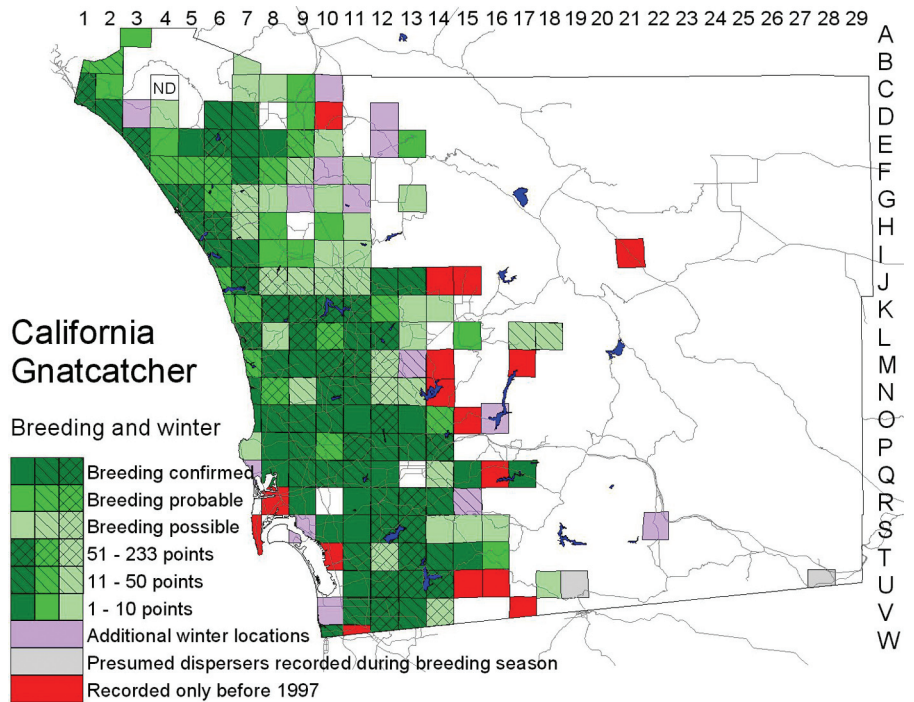 1 2 3 4 5 6 7 8 9 10 11 12 13 14 15 16 17 18 19 20 21 22 23 24 25 26 27 28 29
A
B
C
ND
D
E
F
G
H
I
J
K
L
M
N
O
P
Q
R
S
T
U
V
W
California
Gnatcatcher
Breeding and winter
Breeding confirmed
Breeding probable
Breeding possible
51 - 233 points
11 - 50 points
1 - 10 points
Additional winter locations
Presumed dispersers recorded during breeding season
Recorded only before 1997